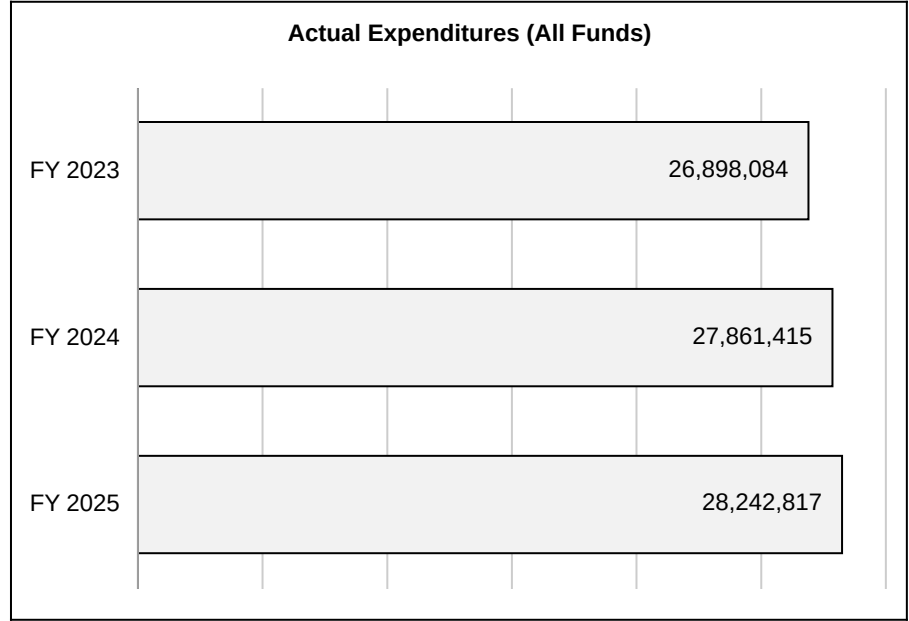 Actual Expenditures (All Funds)
FY 2023 26,898,084
FY 2024 27,861,415
FY 2025 28,242,817